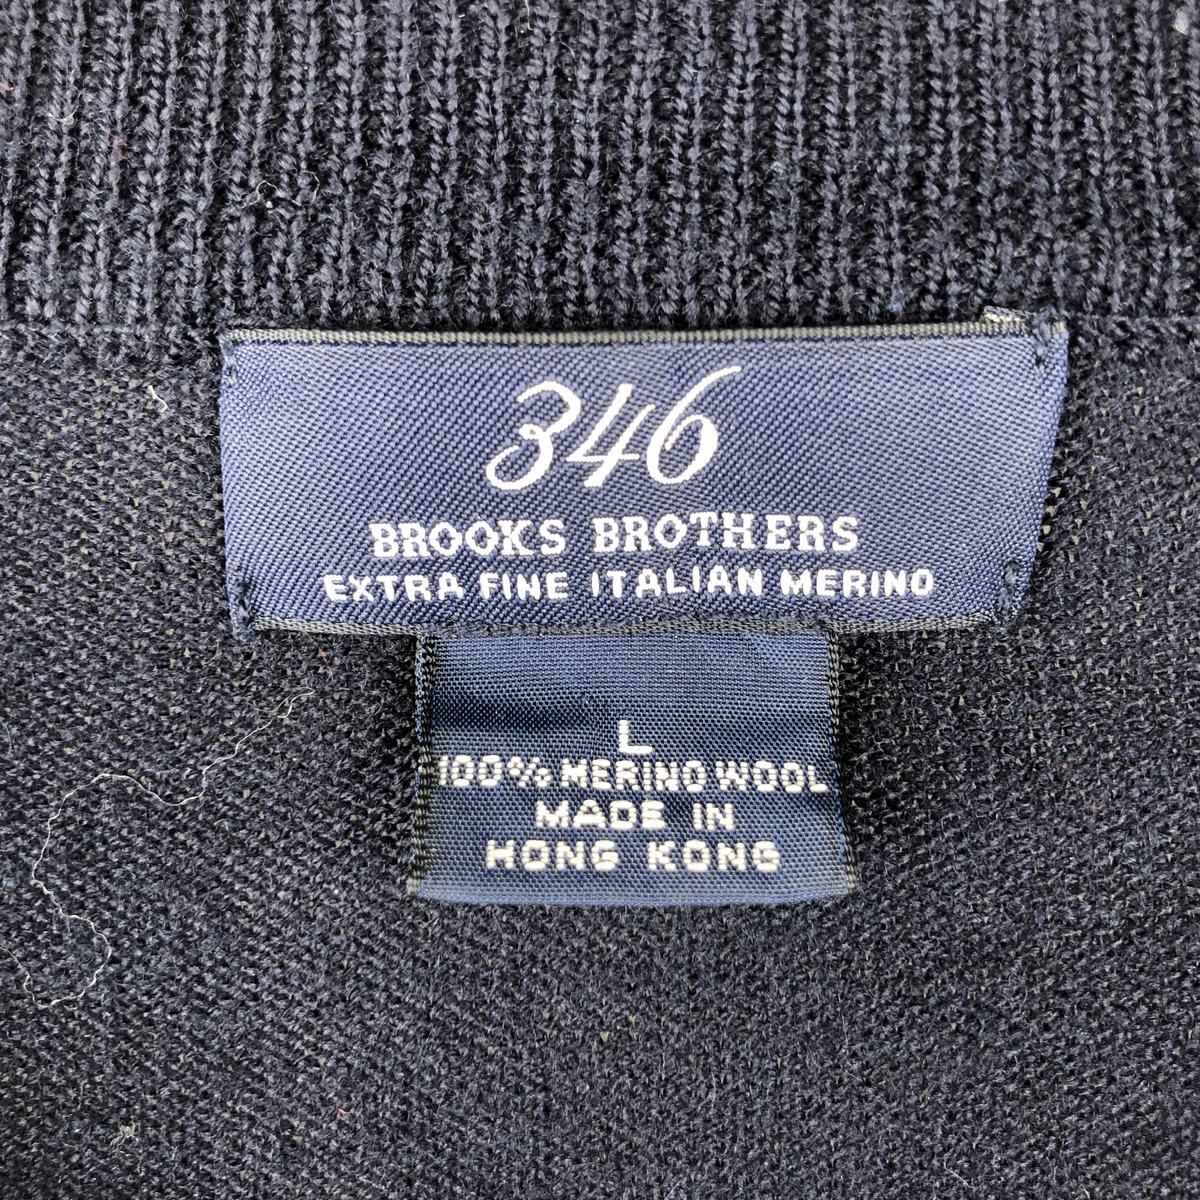 346
BROOKS BROTHERS
EXTRA FINE ITALIAN MERINO
L
100% MERINO WOOL
MADE IN
HONG KONG